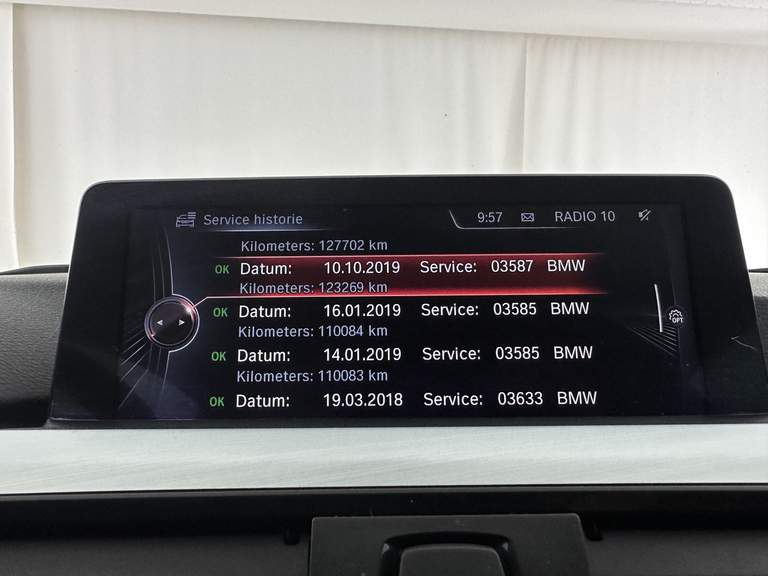 Service historie 9:57 RADIO 10
Kilometers: 127702 km
OK Datum: 10.10.2019 Service: 03587 BMW
Kilometers: 123269 km
OK Datum: 16.01.2019 Service: 03585 BMW
Kilometers: 110084 km
OPT
OK Datum: 14.01.2019 Service: 03585 BMW
Kilometers: 110083 km
OK Datum: 19.03.2018 Service: 03633 BMW